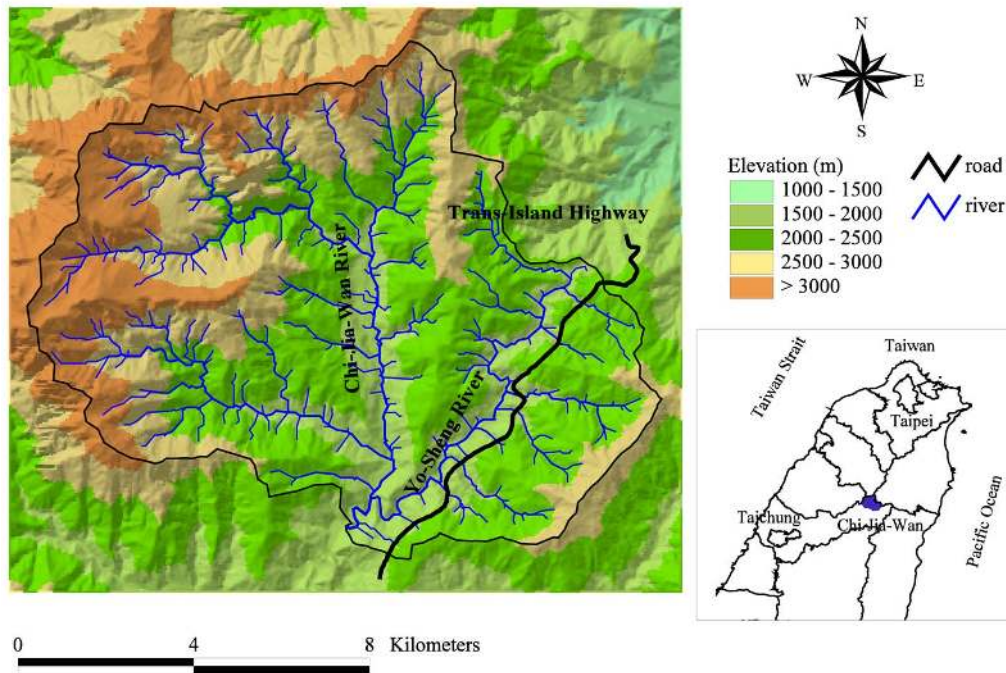 Trans-Island Highway
Chi-Jia-Wan River
Yo-Sheng River
N
W
E
S
Elevation (m)
1000 - 1500
1500 - 2000
2000 - 2500
2500 - 3000
> 3000
road
river
Taiwan Strait
Taiwan
Taipei
Taichung
Chi-Jia-Wan
Pacific Ocean
0 4 8 Kilometers